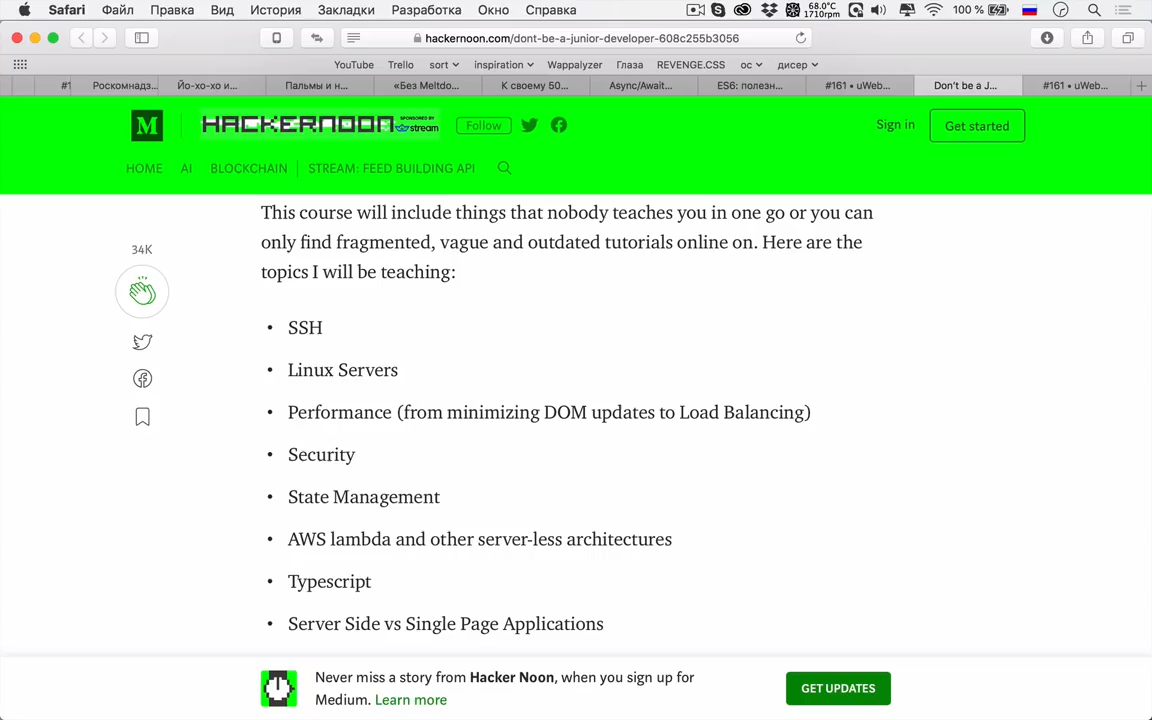 Safari Файл Правка Вид История Закладки Разработка Окно Справка 68.0°C 1710rpm 100 %
hackernoon.com/dont-be-a-junior-developer-608c255b3056
YouTube Trello sort inspiration Wappalyzer Глаза REVENGE.CSS ос дисер
#1 Роскомнадз... Йо-хо-хо и... Пальмы и н... «Без Meltdo... К своему 50... Async/Await... ES6: полезн... #161 • uWeb... Don't be a J... #161 • uWeb...
M HACKERNOON SPONSORED BY stream Follow Sign in Get started
HOME AI BLOCKCHAIN STREAM: FEED BUILDING API
This course will include things that nobody teaches you in one go or you can
only find fragmented, vague and outdated tutorials online on. Here are the
topics I will be teaching:
34K
• SSH
• Linux Servers
• Performance (from minimizing DOM updates to Load Balancing)
• Security
• State Management
• AWS lambda and other server-less architectures
• Typescript
• Server Side vs Single Page Applications
Never miss a story from Hacker Noon, when you sign up for
Medium. Learn more
GET UPDATES